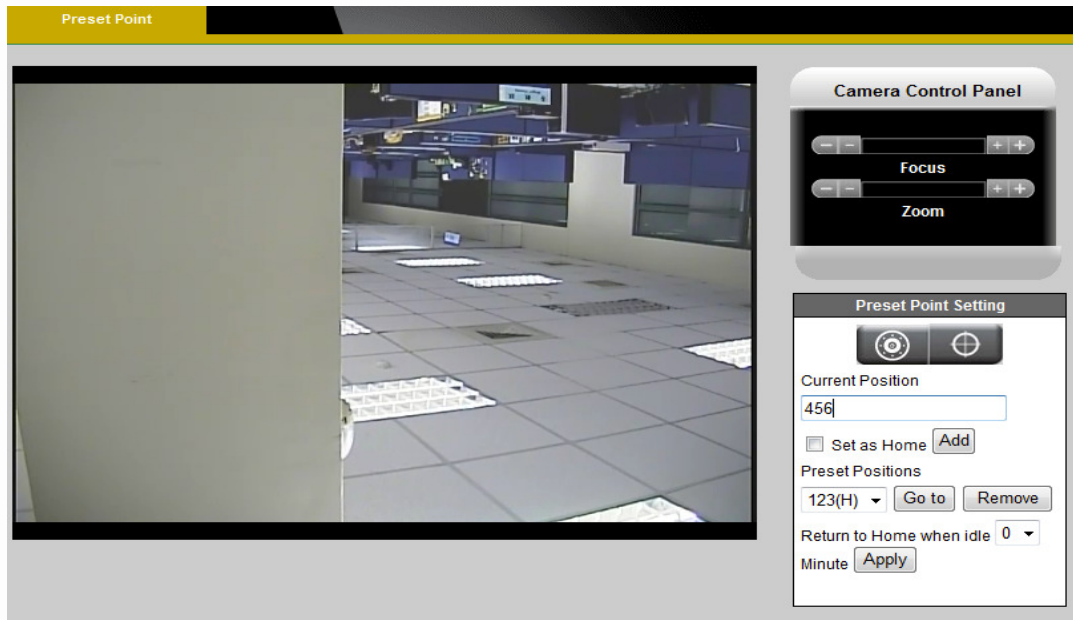 Preset Point
Camera Control Panel
Focus
Zoom
Preset Point Setting
Current Position
456
Set as Home Add
Preset Positions
123(H) Go to Remove
Return to Home when idle 0
Minute Apply